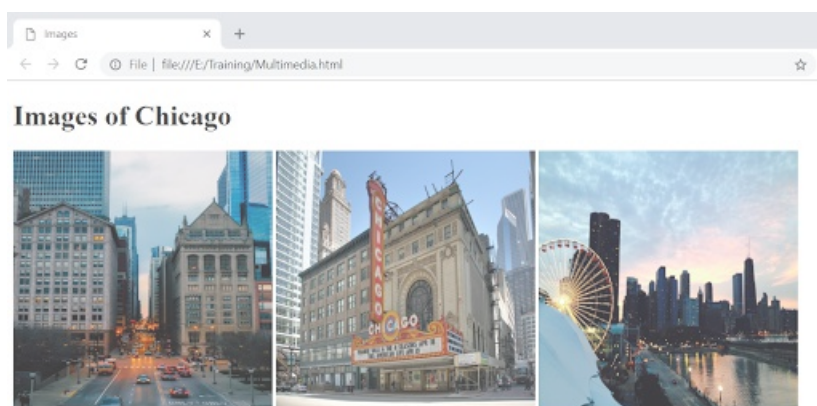 Images
File | file:///E:/Training/Multimedia.html
Images of Chicago
CHICAGO
CHICAGO